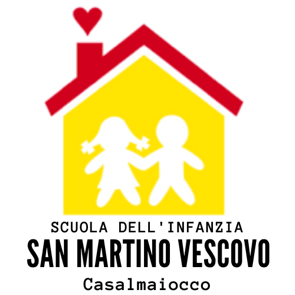 SCUOLA DELL'INFANZIA
SAN MARTINO VESCOVO
Casalmaiocco